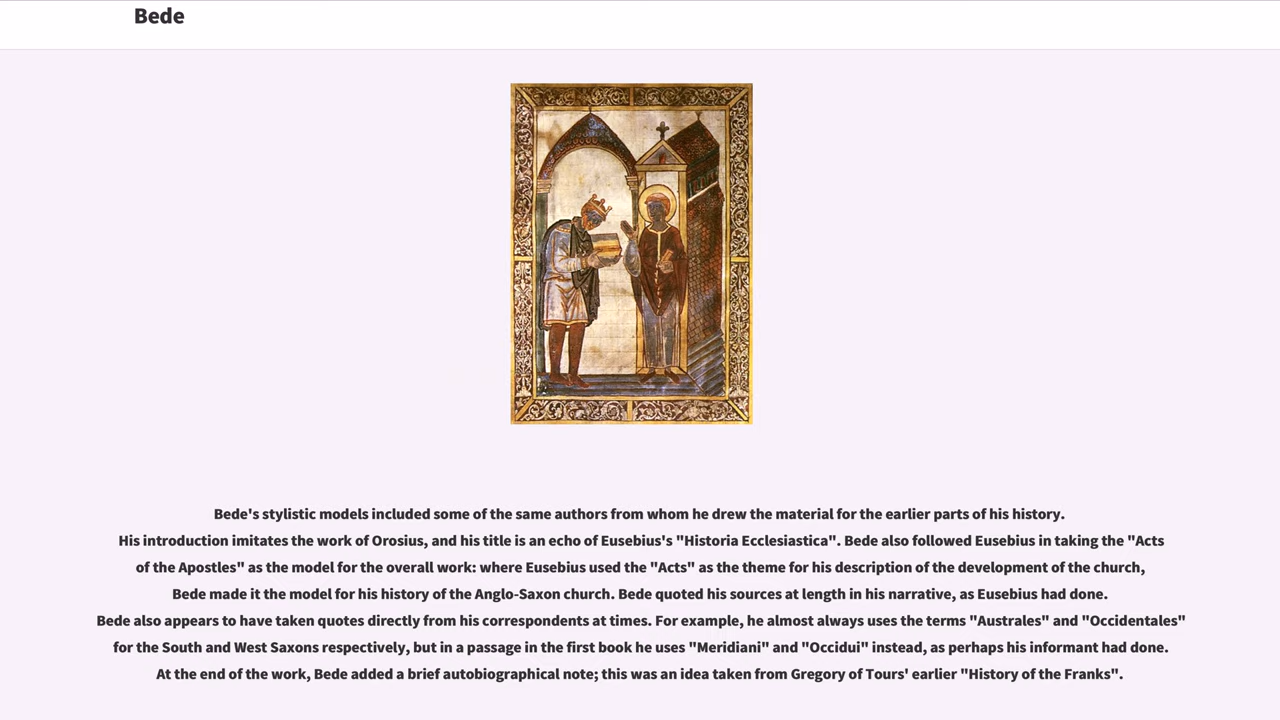 Bede
Bede's stylistic models included some of the same authors from whom he drew the material for the earlier parts of his history.
His introduction imitates the work of Orosius, and his title is an echo of Eusebius's "Historia Ecclesiastica". Bede also followed Eusebius in taking the "Acts
of the Apostles" as the model for the overall work: where Eusebius used the "Acts" as the theme for his description of the development of the church,
Bede made it the model for his history of the Anglo-Saxon church. Bede quoted his sources at length in his narrative, as Eusebius had done.
Bede also appears to have taken quotes directly from his correspondents at times. For example, he almost always uses the terms "Australes" and "Occidentales"
for the South and West Saxons respectively, but in a passage in the first book he uses "Meridiani" and "Occidui" instead, as perhaps his informant had done.
At the end of the work, Bede added a brief autobiographical note; this was an idea taken from Gregory of Tours' earlier "History of the Franks".